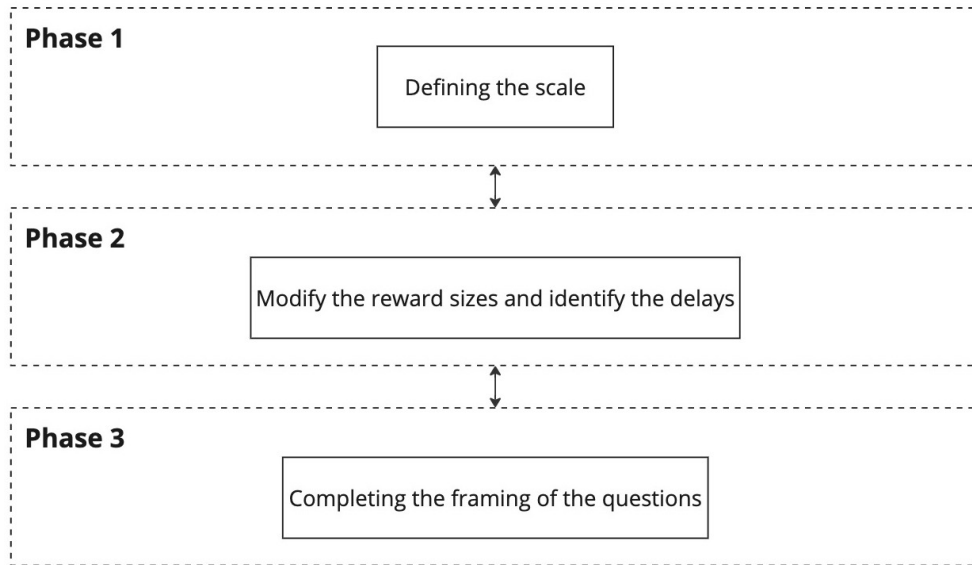 Phase 1
Defining the scale
Phase 2
Modify the reward sizes and identify the delays
Phase 3
Completing the framing of the questions